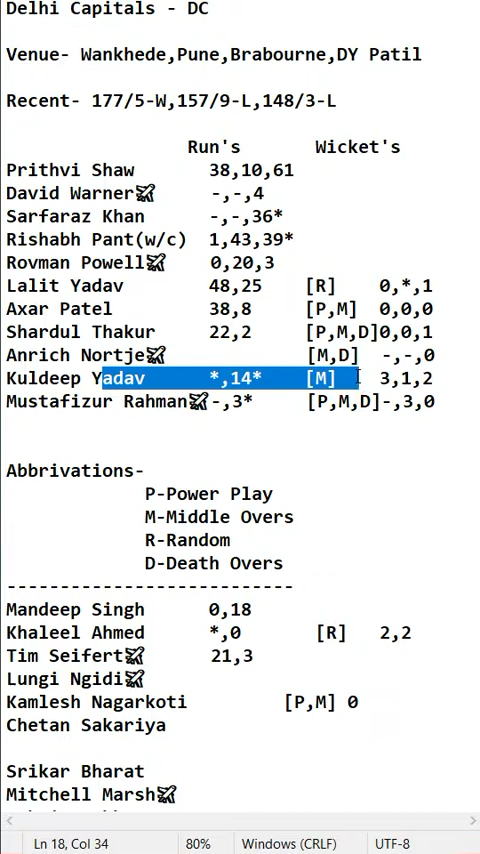 Delhi Capitals - DC
Venue- Wankhede,Pune,Brabourne,DY Patil
Recent- 177/5-W,157/9-L,148/3-L
Run's Wicket's
Prithvi Shaw 38,10,61
David Warner✈ -,-,4
Sarfaraz Khan -,-,36*
Rishabh Pant(w/c) 1,43,39*
Rovman Powell✈ 0,20,3
Lalit Yadav 48,25 [R] 0,*,1
Axar Patel 38,8 [P,M] 0,0,0
Shardul Thakur 22,2 [P,M,D]0,0,1
Anrich Nortje✈ [M,D] -,-,0
Kuldeep Yadav *,14* [M] 3,1,2
Mustafizur Rahman✈-,3* [P,M,D]-,3,0
Abbrivations-
P-Power Play
M-Middle Overs
R-Random
D-Death Overs
---------------------------
Mandeep Singh 0,18
Khaleel Ahmed *,0 [R] 2,2
Tim Seifert✈ 21,3
Lungi Ngidi✈
Kamlesh Nagarkoti [P,M] 0
Chetan Sakariya
Srikar Bharat
Mitchell Marsh✈
Ln 18, Col 34 80% Windows (CRLF) UTF-8